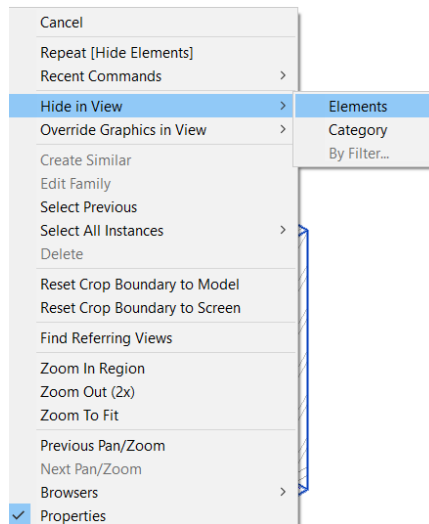 Cancel
Repeat [Hide Elements]
Recent Commands
Hide in View
Elements
Override Graphics in View
Category
By Filter...
Create Similar
Edit Family
Select Previous
Select All Instances
Delete
Reset Crop Boundary to Model
Reset Crop Boundary to Screen
Find Referring Views
Zoom In Region
Zoom Out (2x)
Zoom To Fit
Previous Pan/Zoom
Next Pan/Zoom
Browsers
Properties